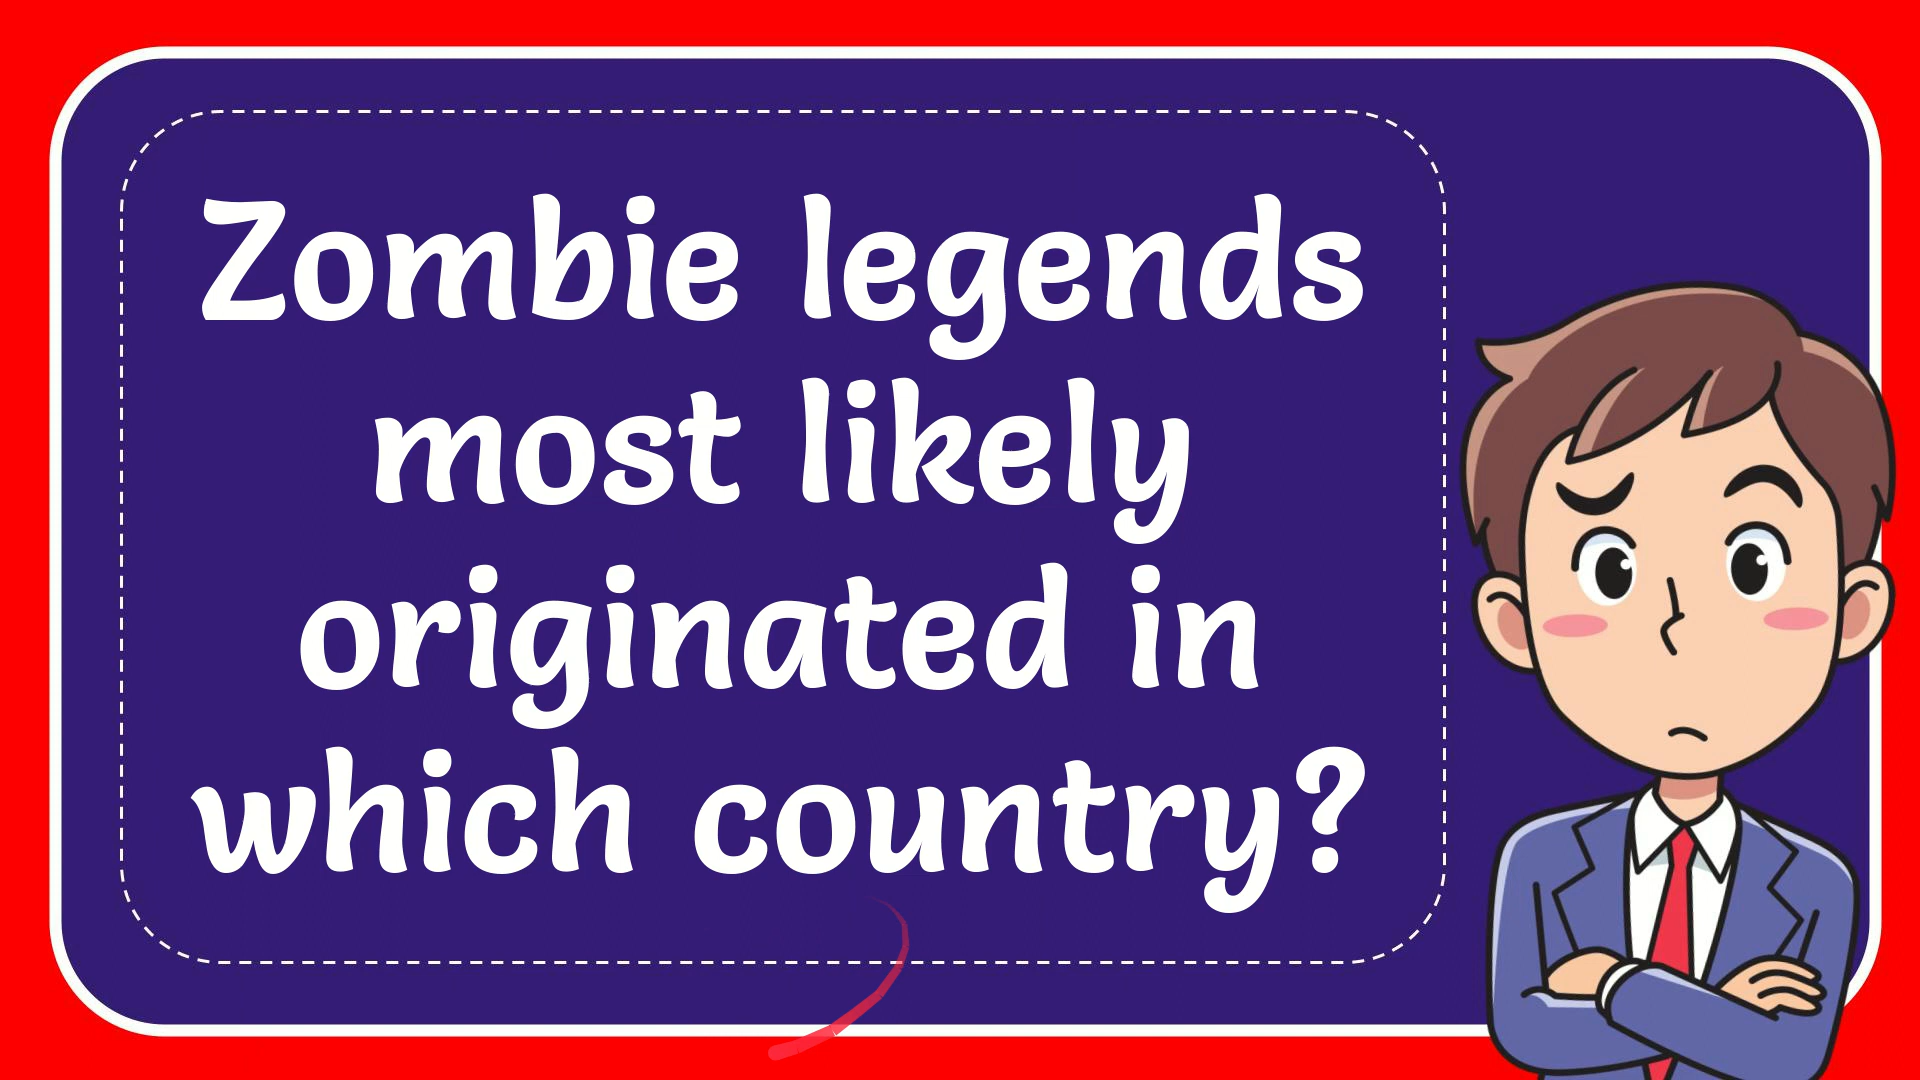 Zombie legends
most likely
originated in
which country?